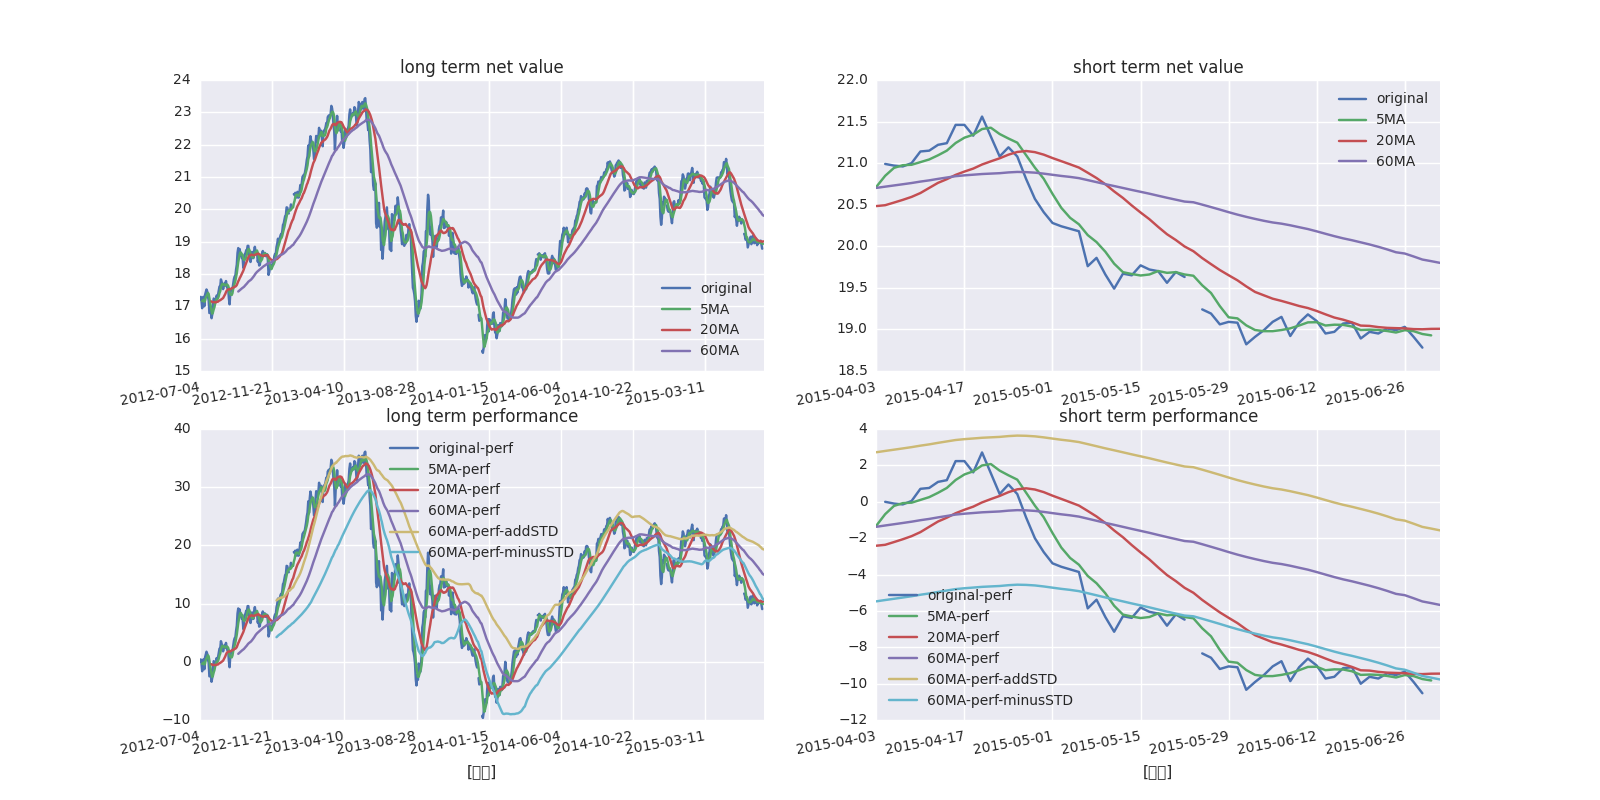 long term net value
24
23
22
21
20
19
18
17
16
15
original
5MA
20MA
60MA
2012-07-04
2012-11-21
2013-04-10
2013-08-28
2014-01-15
2014-06-04
2014-10-22
2015-03-11
short term net value
22.0
21.5
21.0
20.5
20.0
19.5
19.0
18.5
original
5MA
20MA
60MA
2015-04-03
2015-04-17
2015-05-01
2015-05-15
2015-05-29
2015-06-12
2015-06-26
long term performance
40
30
20
10
0
−10
original-perf
5MA-perf
20MA-perf
60MA-perf
60MA-perf-addSTD
60MA-perf-minusSTD
2012-07-04
2012-11-21
2013-04-10
2013-08-28
2014-01-15
2014-06-04
2014-10-22
2015-03-11
short term performance
4
2
0
−2
−4
−6
−8
−10
−12
original-perf
5MA-perf
20MA-perf
60MA-perf
60MA-perf-addSTD
60MA-perf-minusSTD
2015-04-03
2015-04-17
2015-05-01
2015-05-15
2015-05-29
2015-06-12
2015-06-26